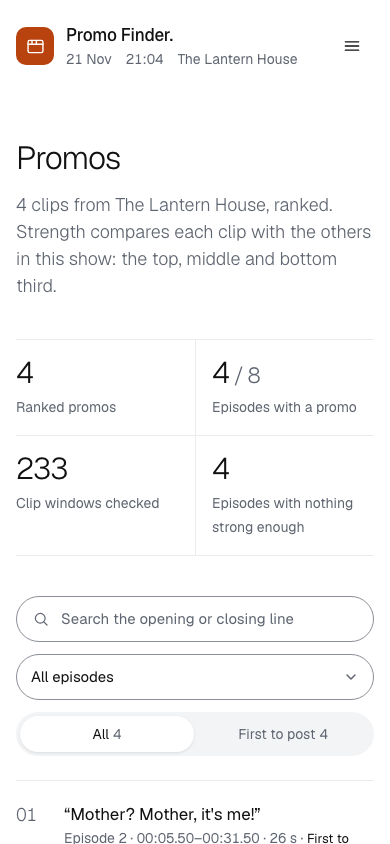 Promo Finder.
21 Nov 21:04 The Lantern House
Promos
4 clips from The Lantern House, ranked.
Strength compares each clip with the others
in this show: the top, middle and bottom
third.
4
Ranked promos
4 / 8
Episodes with a promo
233
Clip windows checked
4
Episodes with nothing
strong enough
Search the opening or closing line
All episodes
All 4
First to post 4
01
“Mother? Mother, it's me!”
Episode 2 · 00:05.50–00:31.50 · 26 s · First to